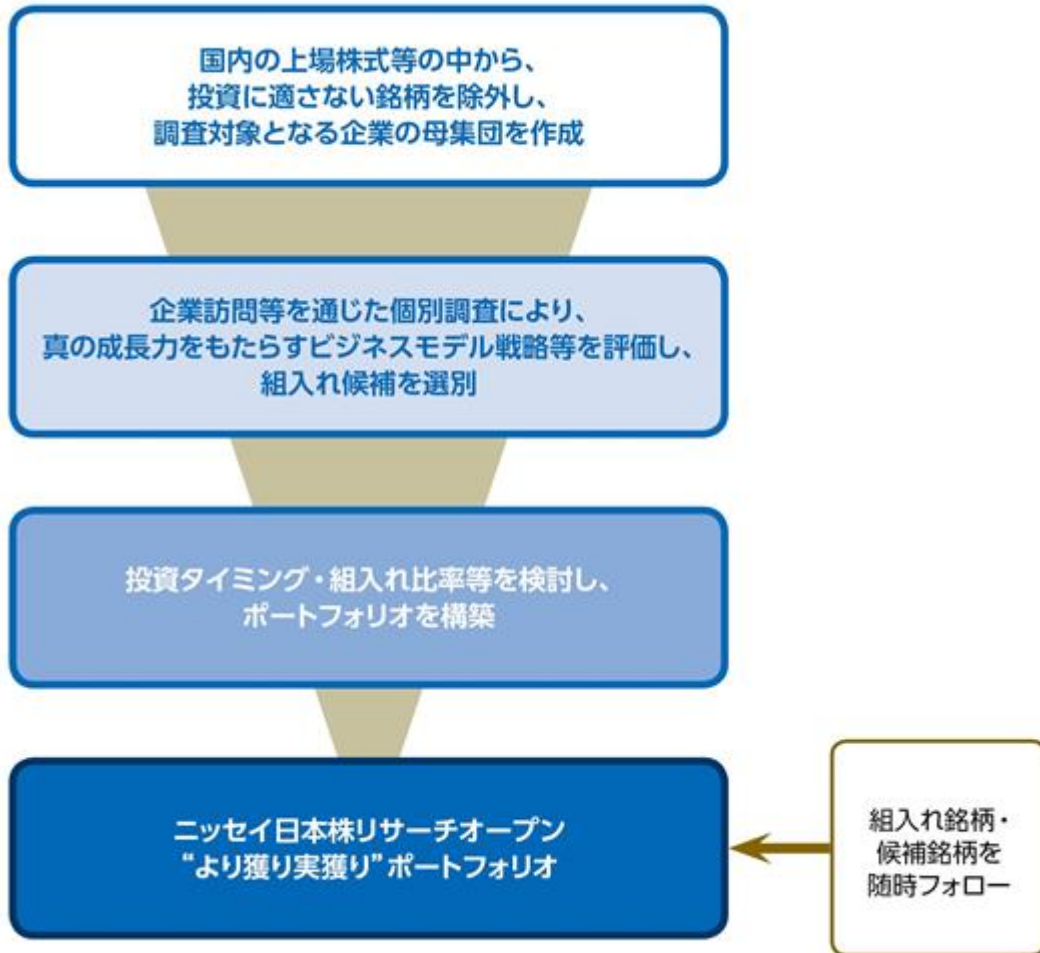 国内の上場株式等の中から、
投資に適さない銘柄を除外し、
調査対象となる企業の母集団を作成
企業訪問等を通じた個別調査により、
真の成長力をもたらすビジネスモデル戦略等を評価し、
組入れ候補を選別
投資タイミング・組入れ比率等を検討し、
ポートフォリオを構築
ニッセイ日本株リサーチオープン
“より獲り実獲り”ポートフォリオ
組入れ銘柄・
候補銘柄を
随時フォロー